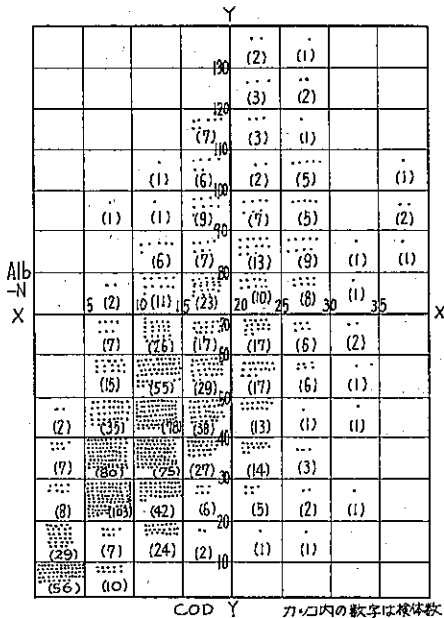 Y
130 (2) (1)
120 (3) (2)
110 (7) (3) (1)
100 (1) (6) (2) (5) (1)
90 (1) (1) (9) (7) (5) (2)
80 (6) (7) (13) (9) (1) (1)
Alb-N (2) (11) (23) (10) (8) (1)
X 5 10 15 20 25 30 35 X
70 (7) (26) (17) (17) (6) (2)
60 (15) (55) (29) (17) (6) (1)
50 (2) (35) (78) (38) (13) (1) (1)
40 (7) (80) (75) (27) (14) (3)
30 (8) (103) (42) (6) (5) (2) (1)
20 (29) (7) (24) (2) (1) (1)
10 (56) (10)
COD Y カッコ内の数字は検体数